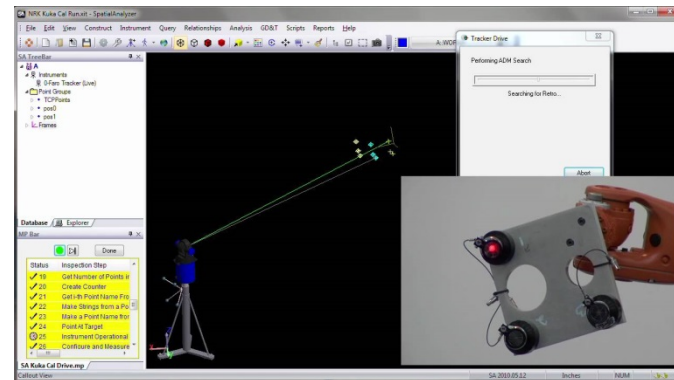 NRK Kuka Cal Run.xit - SpatialAnalyzer
File Edit View Construct Instrument Query Relationships Analysis GD&T Scripts Reports Help
A: WOR
SA TreeBar
A
Instruments
0-Faro Tracker (Live)
Point Groups
TCPPoints
pos0
pos1
Frames
Database Explorer
MP Bar
Done
Status Inspection Step
19 Get Number of Points in
20 Create Counter
21 Get i-th Point Name Fro
22 Make Strings from a Po
23 Make a Point Name from
24 Point At Target
25 Instrument Operational
26 Configure and Measure
SA Kuka Cal Drive.mp
Callout View
Tracker Drive
Performing ADM Search
Searching for Retro...
Abort
SA 2010.05.12 Inches NUM